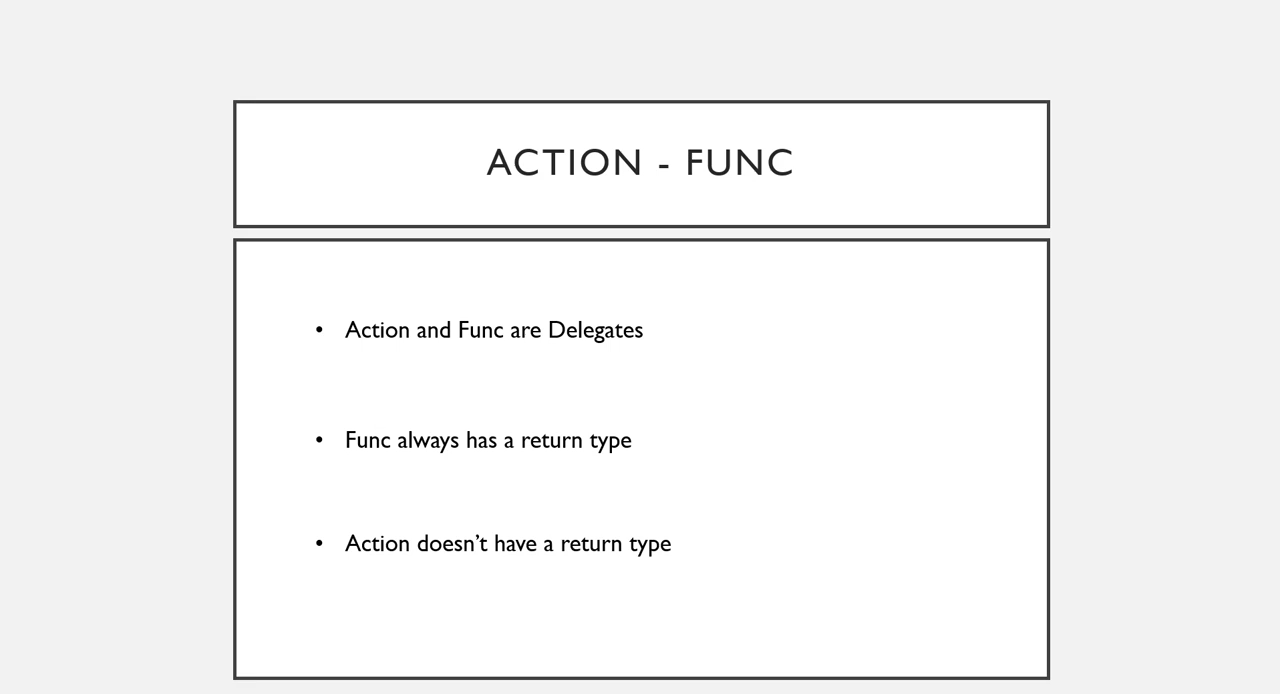 ACTION - FUNC
• Action and Func are Delegates
• Func always has a return type
• Action doesn’t have a return type